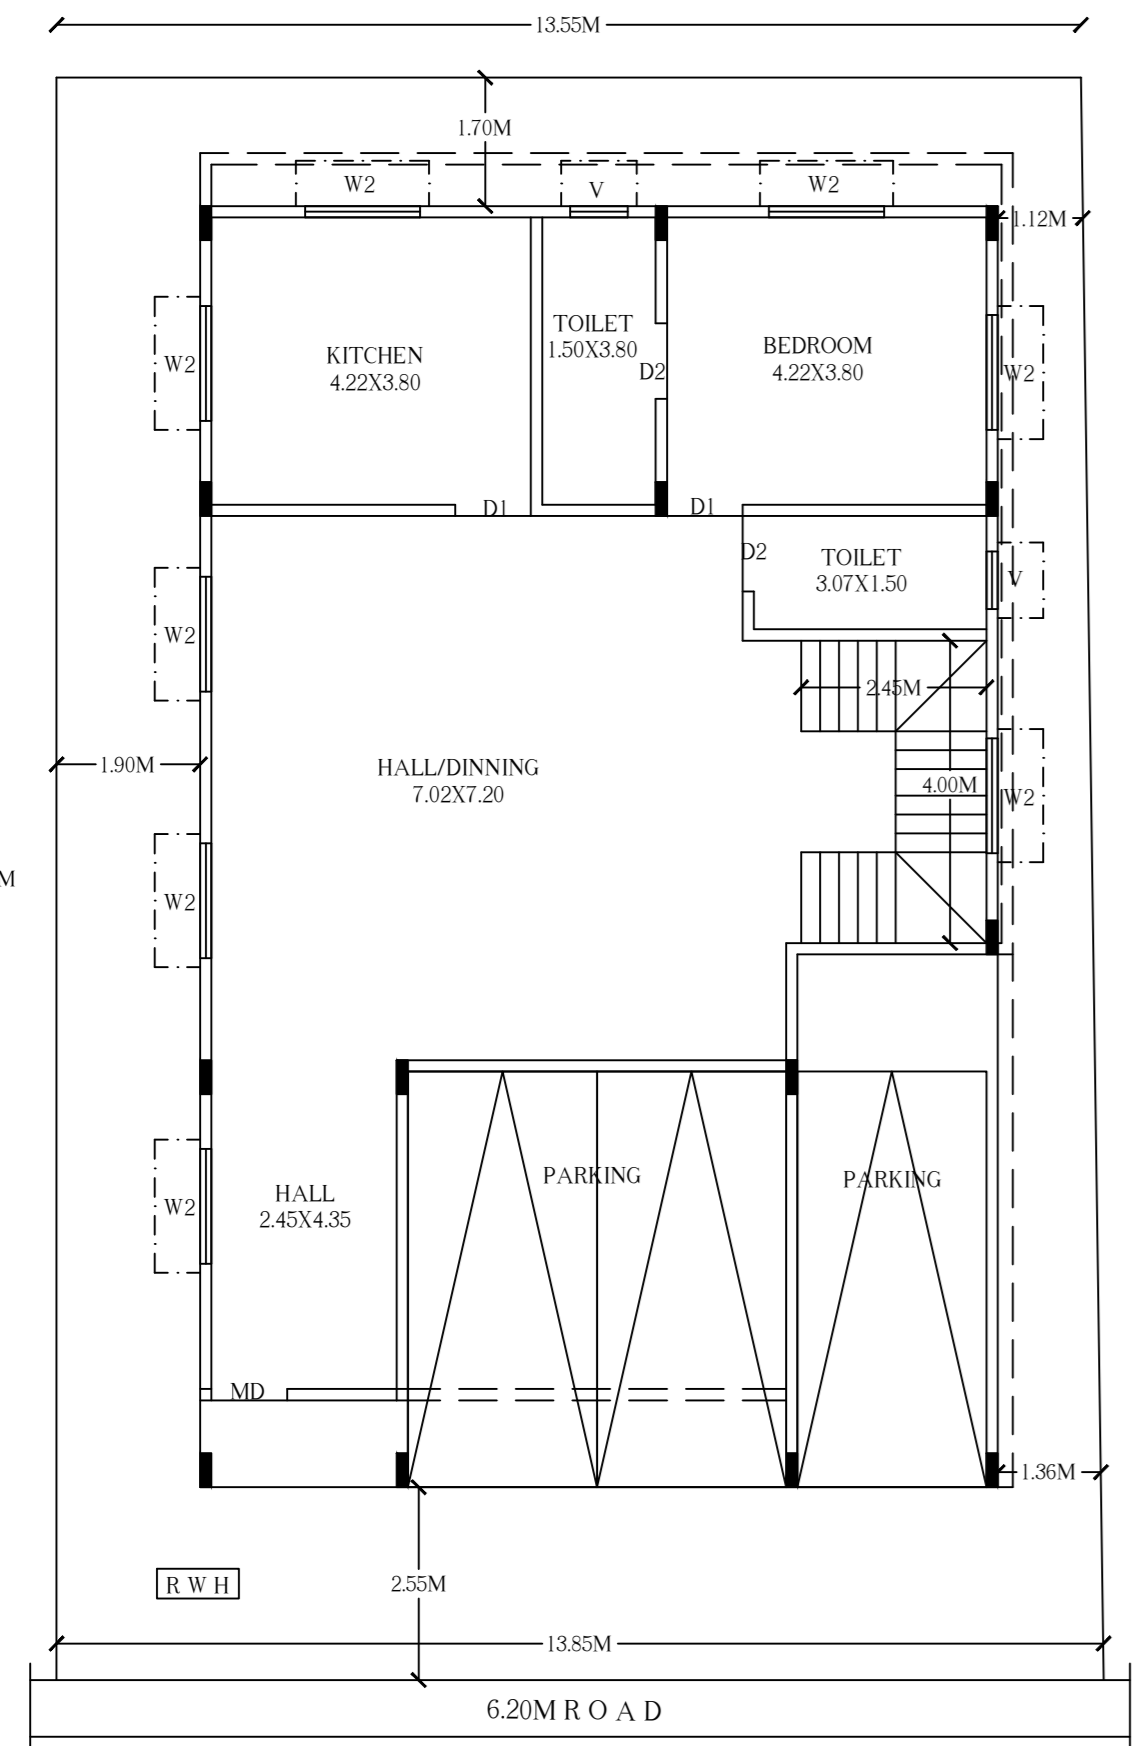 13.55M
1.70M
W2
V
W2
1.12M
TOILET
1.50X3.80
KITCHEN
4.22X3.80
BEDROOM
4.22X3.80
W2
D2
W2
D1
D1
D2
TOILET
3.07X1.50
V
W2
2.45M
1.90M
HALL/DINNING
7.02X7.20
4.00M
W2
M
W2
PARKING
PARKING
HALL
2.45X4.35
W2
MD
1.36M
R W H
2.55M
13.85M
6.20M R O A D